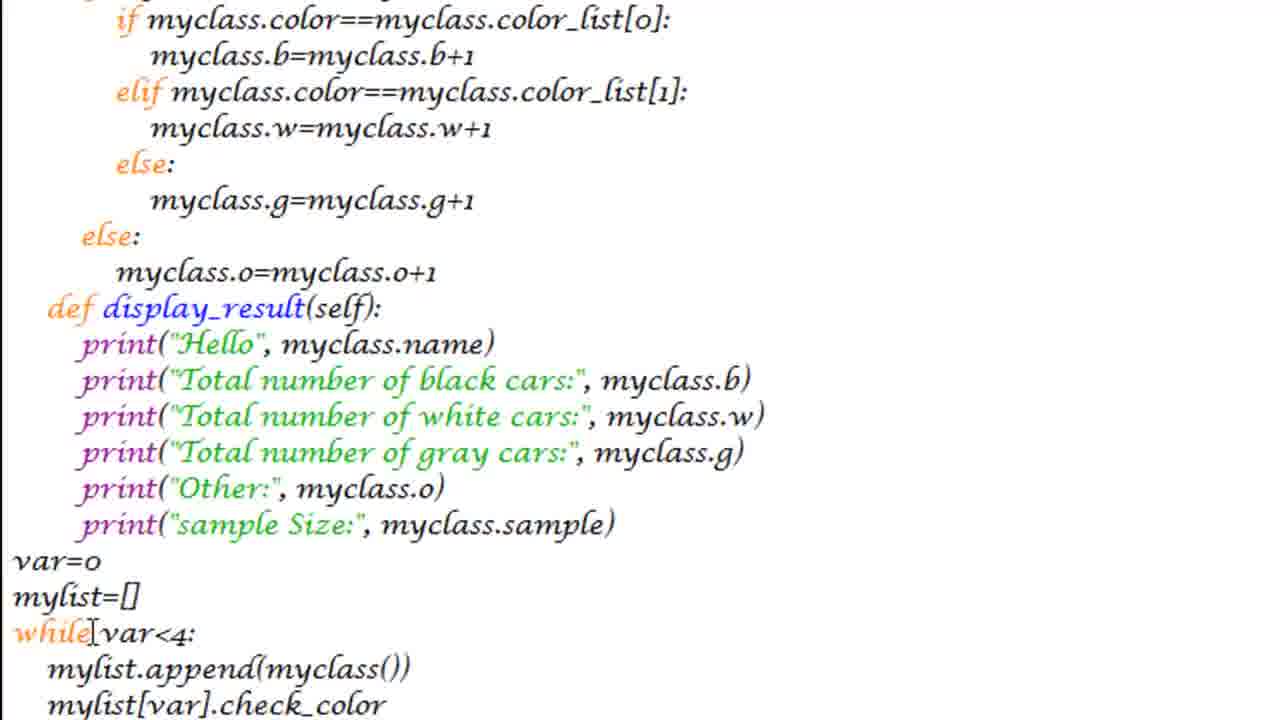 if myclass.color==myclass.color_list[0]:
myclass.b=myclass.b+1
elif myclass.color==myclass.color_list[1]:
myclass.w=myclass.w+1
else:
myclass.g=myclass.g+1
else:
myclass.o=myclass.o+1
def display_result(self):
print("Hello", myclass.name)
print("Total number of black cars:", myclass.b)
print("Total number of white cars:", myclass.w)
print("Total number of gray cars:", myclass.g)
print("Other:", myclass.o)
print("sample Size:", myclass.sample)
var=0
mylist=[]
while var<4:
mylist.append(myclass())
mylist[var].check_color